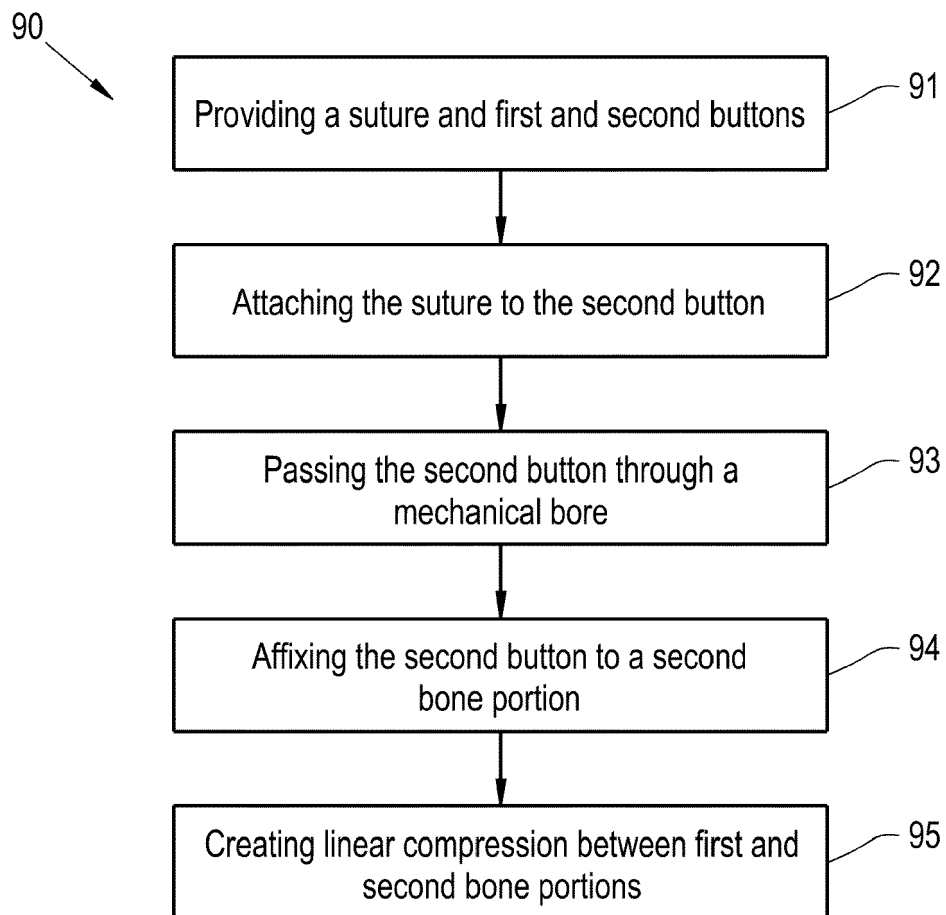 90
Providing a suture and first and second buttons
91
Attaching the suture to the second button
92
Passing the second button through a
mechanical bore
93
Affixing the second button to a second
bone portion
94
Creating linear compression between first and
second bone portions
95